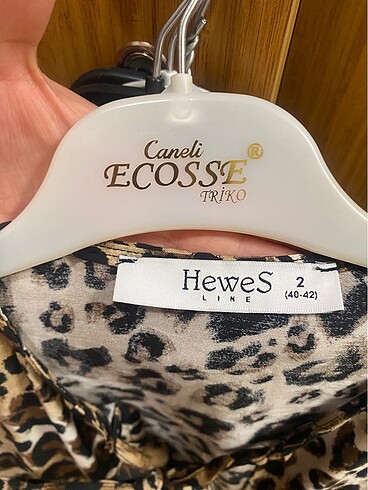 Caneli
ECOSSE®
TRİKO
HeweS
LINE
2
(40-42)